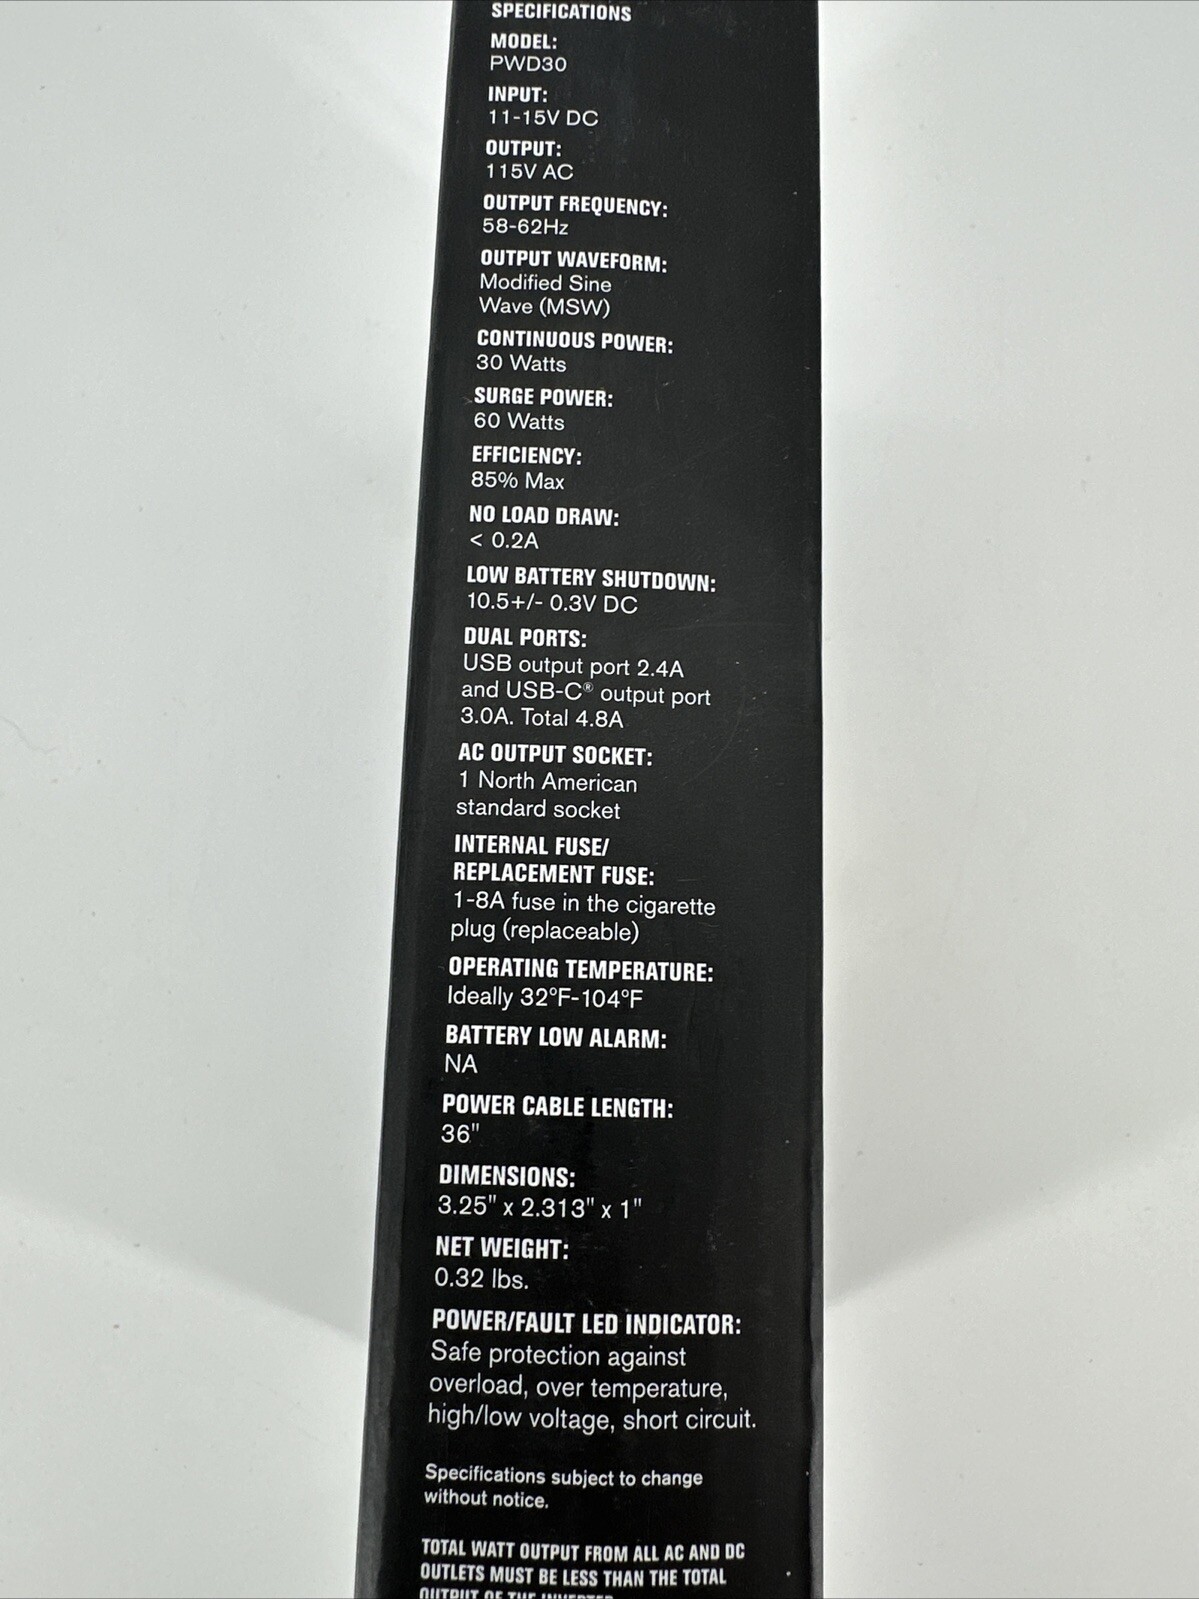 SPECIFICATIONS
MODEL:
PWD30
INPUT:
11-15V DC
OUTPUT:
115V AC
OUTPUT FREQUENCY:
58-62Hz
OUTPUT WAVEFORM:
Modified Sine
Wave (MSW)
CONTINUOUS POWER:
30 Watts
SURGE POWER:
60 Watts
EFFICIENCY:
85% Max
NO LOAD DRAW:
< 0.2A
LOW BATTERY SHUTDOWN:
10.5+/- 0.3V DC
DUAL PORTS:
USB output port 2.4A
and USB-C® output port
3.0A. Total 4.8A
AC OUTPUT SOCKET:
1 North American
standard socket
INTERNAL FUSE/
REPLACEMENT FUSE:
1-8A fuse in the cigarette
plug (replaceable)
OPERATING TEMPERATURE:
Ideally 32°F-104°F
BATTERY LOW ALARM:
NA
POWER CABLE LENGTH:
36"
DIMENSIONS:
3.25" x 2.313" x 1"
NET WEIGHT:
0.32 lbs.
POWER/FAULT LED INDICATOR:
Safe protection against
overload, over temperature,
high/low voltage, short circuit.
Specifications subject to change
without notice.
TOTAL WATT OUTPUT FROM ALL AC AND DC
OUTLETS MUST BE LESS THAN THE TOTAL
OUTPUT OF THE INVERTER